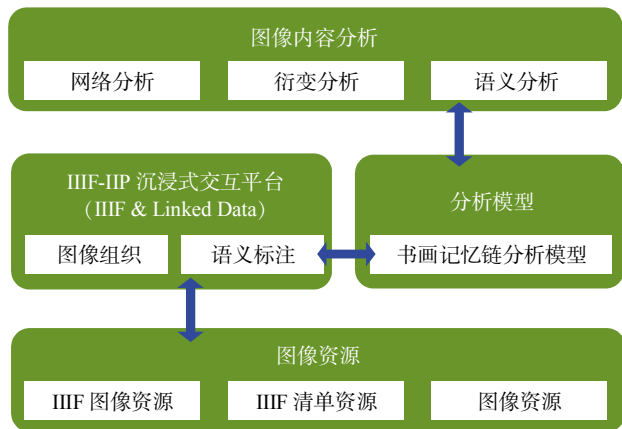 图像内容分析
网络分析
衍变分析
语义分析
IIIF-IIP 沉浸式交互平台
（IIIF & Linked Data）
图像组织
语义标注
分析模型
书画记忆链分析模型
图像资源
IIIF 图像资源
IIIF 清单资源
图像资源